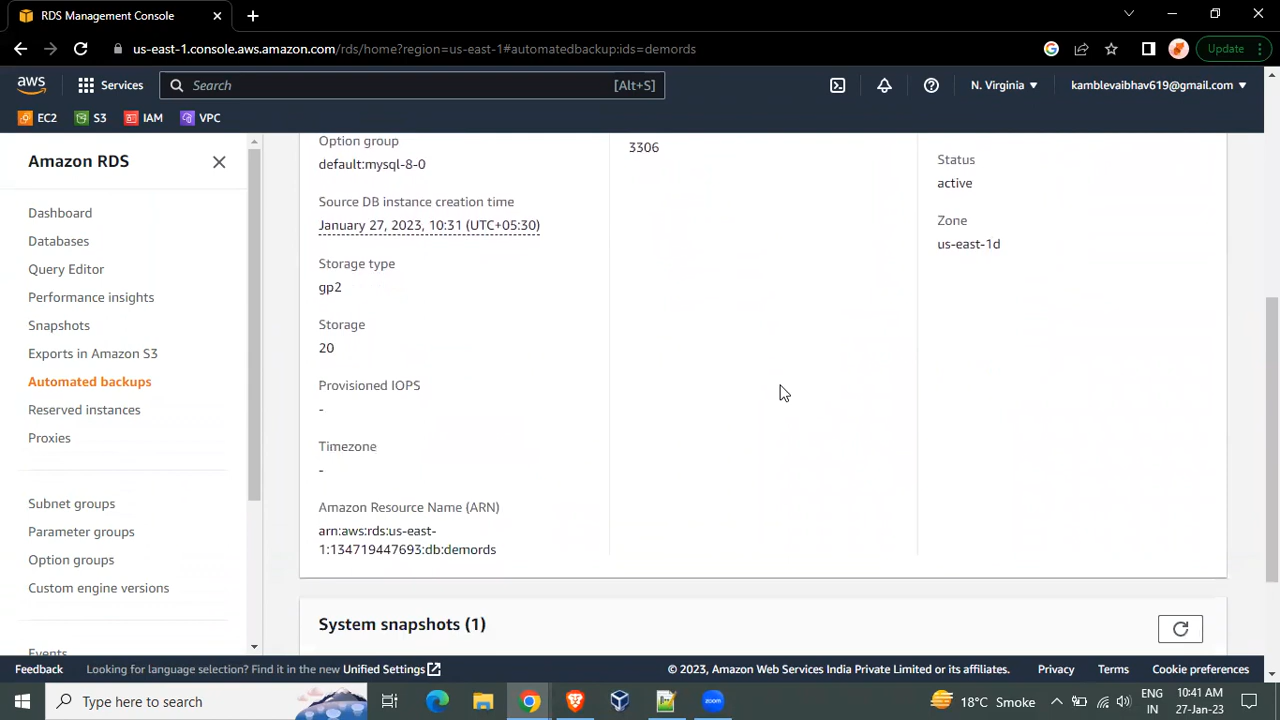 RDS Management Console
us-east-1.console.aws.amazon.com/rds/home?region=us-east-1#automatedbackup:ids=demords
Update
aws
Services
Search
[Alt+S]
N. Virginia
kamblevaibhav619@gmail.com
EC2
S3
IAM
VPC
Amazon RDS
Dashboard
Databases
Query Editor
Performance insights
Snapshots
Exports in Amazon S3
Automated backups
Reserved instances
Proxies
Subnet groups
Parameter groups
Option groups
Custom engine versions
Events
Option group
default:mysql-8-0
Source DB instance creation time
January 27, 2023, 10:31 (UTC+05:30)
Storage type
gp2
Storage
20
Provisioned IOPS
-
Timezone
-
Amazon Resource Name (ARN)
arn:aws:rds:us-east-
1:134719447693:db:demords
3306
Status
active
Zone
us-east-1d
System snapshots (1)
Feedback
Looking for language selection? Find it in the new Unified Settings
© 2023, Amazon Web Services India Private Limited or its affiliates.
Privacy
Terms
Cookie preferences
Type here to search
zoom
18°C Smoke
ENG
IN
10:41 AM
27-Jan-23